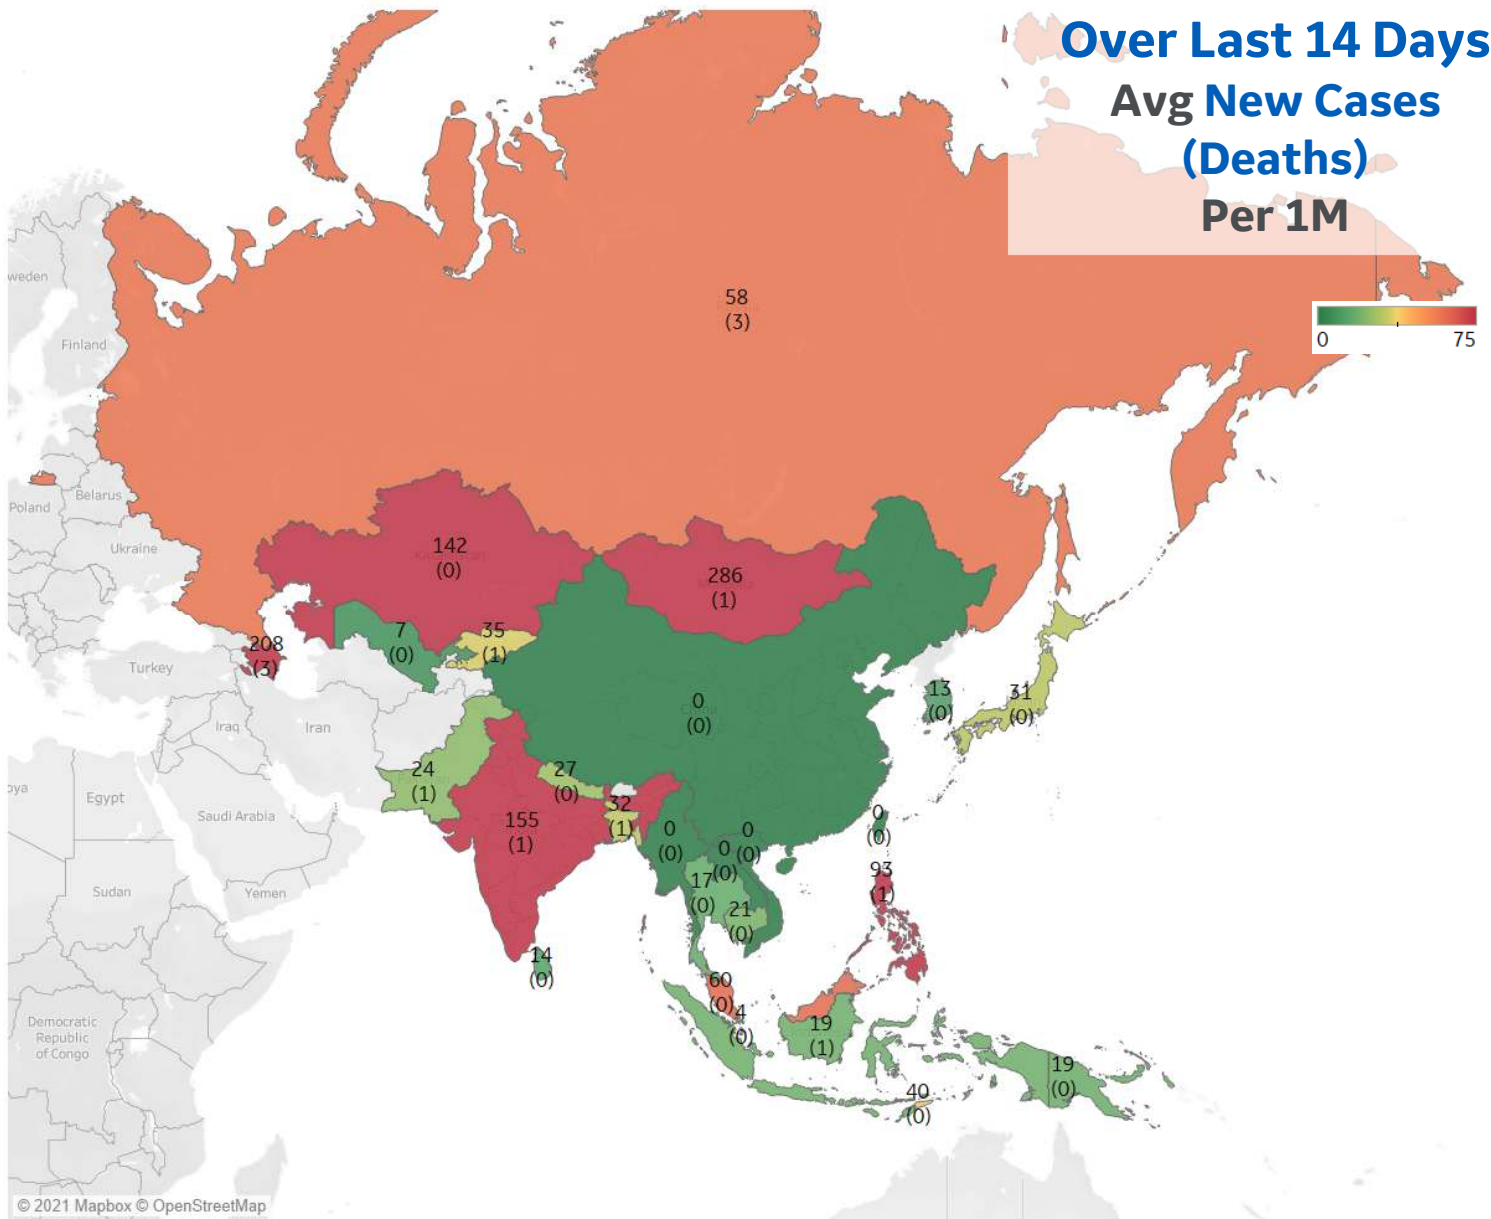 Over Last 14 Days
Avg New Cases
(Deaths)
Per 1M
0 75
weden
Finland
58
(3)
Poland
Belarus
Ukraine
142
(0)
286
(1)
7
(0)
35
(1)
208
(3)
Turkey
Iraq
Iran
0
(0)
13
(0)
31
(0)
24
(1)
27
(0)
32
(1)
155
(1)
oya
Egypt
Saudi Arabia
0
(0)
0
(0)
0
(0)
0
(0)
Sudan
Yemen
17
(0)
21
(0)
93
(1)
14
(0)
60
(0)
4
(0)
19
(1)
Democratic
Republic
of Congo
40
(0)
19
(0)
© 2021 Mapbox © OpenStreetMap